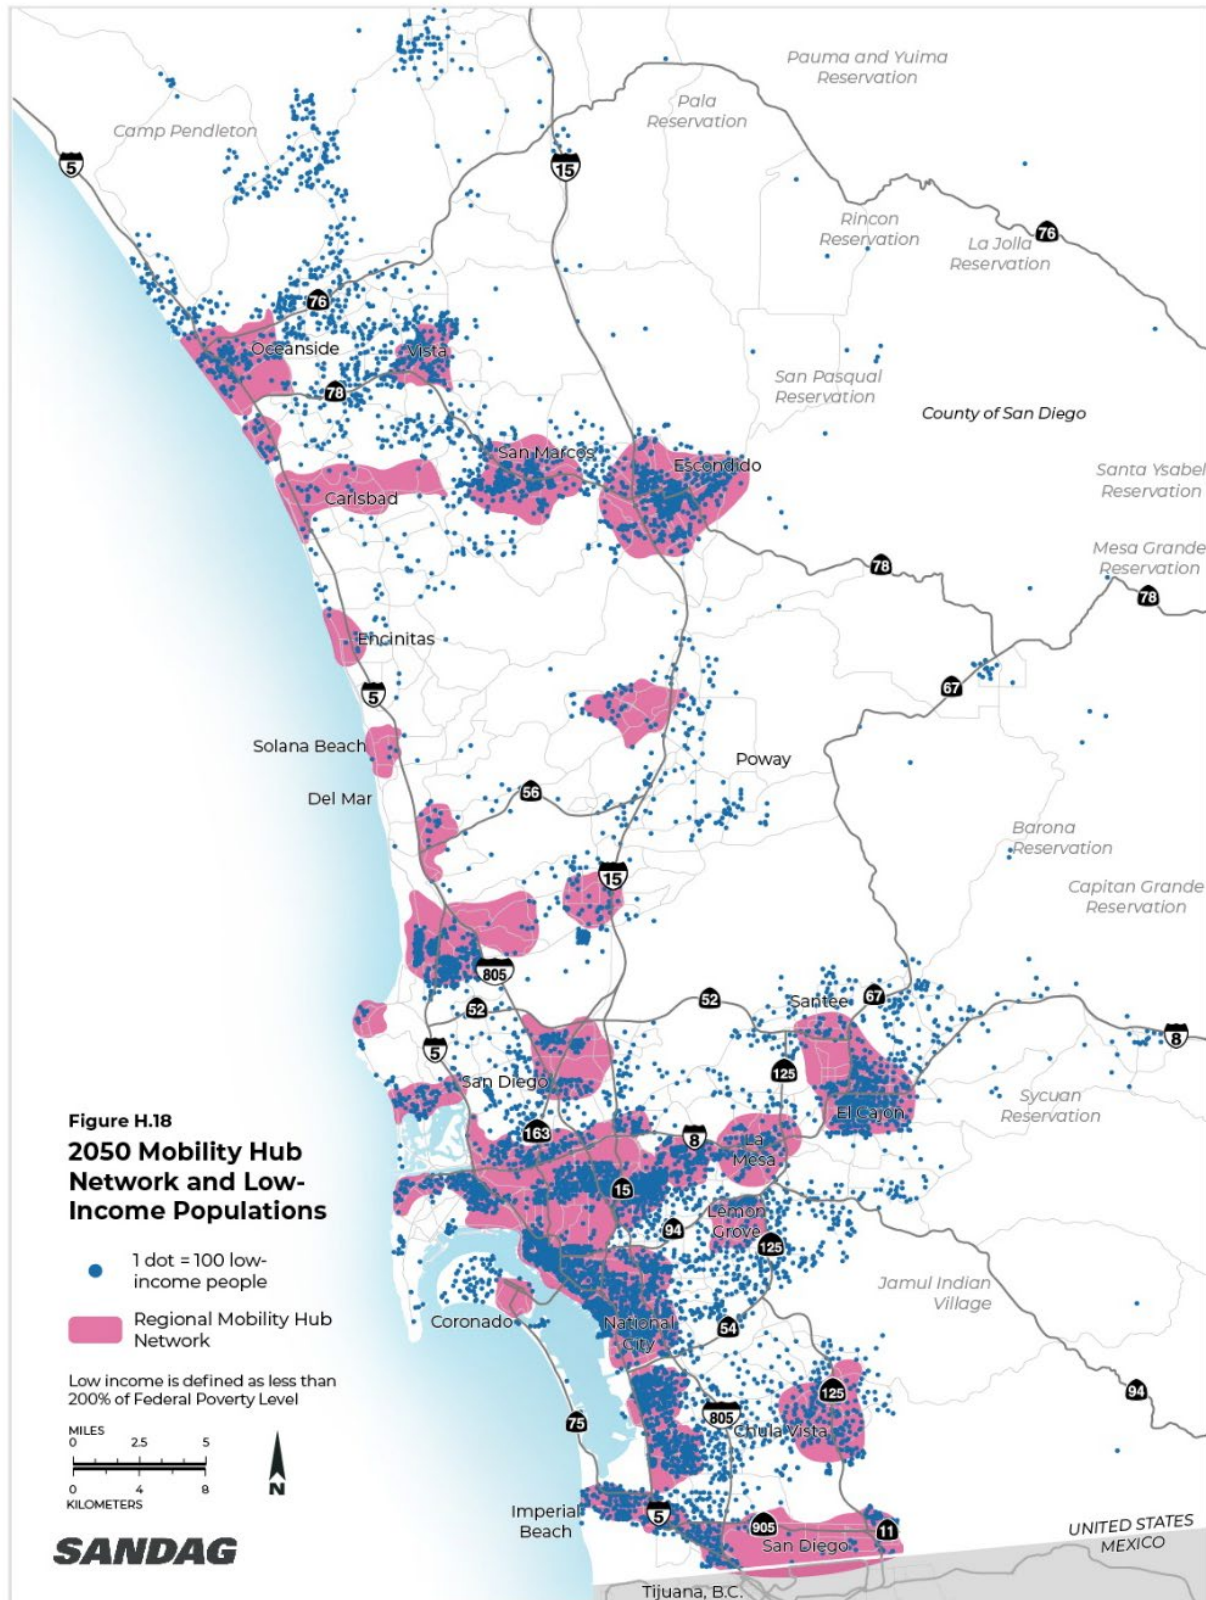 Pauma and Yuima
Reservation
Pala
Reservation
Camp Pendleton
5
15
Rincon
Reservation
La Jolla
Reservation
76
76
Oceanside
Vista
78
San Pasqual
Reservation
County of San Diego
San Marcos
Escondido
Carlsbad
Santa Ysabel
Reservation
Mesa Grande
Reservation
78
78
Encinitas
5
67
Solana Beach
Poway
Del Mar
56
Barona
Reservation
15
Capitan Grande
Reservation
805
52
52
Santee
67
8
5
San Diego
125
Sycuan
Reservation
El Cajon
163
8
La
Mesa
15
Lemon
Grove
94
125
Jamul Indian
Village
Coronado
National
City
54
125
94
805
Chula Vista
75
Imperial
Beach
5
905
11
San Diego
UNITED STATES
MEXICO
Tijuana, B.C.
Figure H.18
2050 Mobility Hub
Network and Low-
Income Populations
1 dot = 100 low-
income people
Regional Mobility Hub
Network
Low income is defined as less than
200% of Federal Poverty Level
MILES
0 2.5 5
0 4 8
KILOMETERS
N
SANDAG